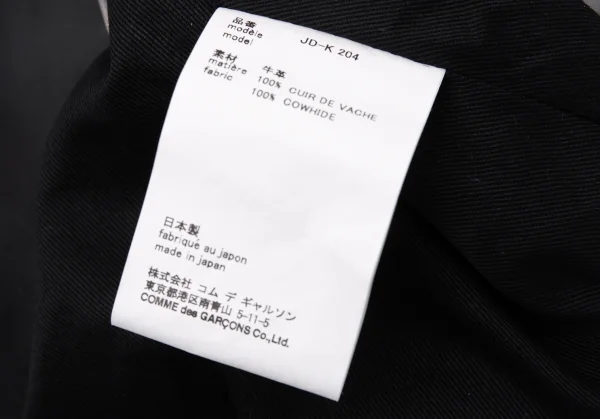 品番
modèle
model
JD-K 204
素材
matière
fabric
牛革
100% CUIR DE VACHE
100% COWHIDE
日本製
fabriqué au japon
made in japan
株式会社 コム デ ギャルソン
東京都港区南青山 5-11-5
COMME des GARÇONS Co.,Ltd.